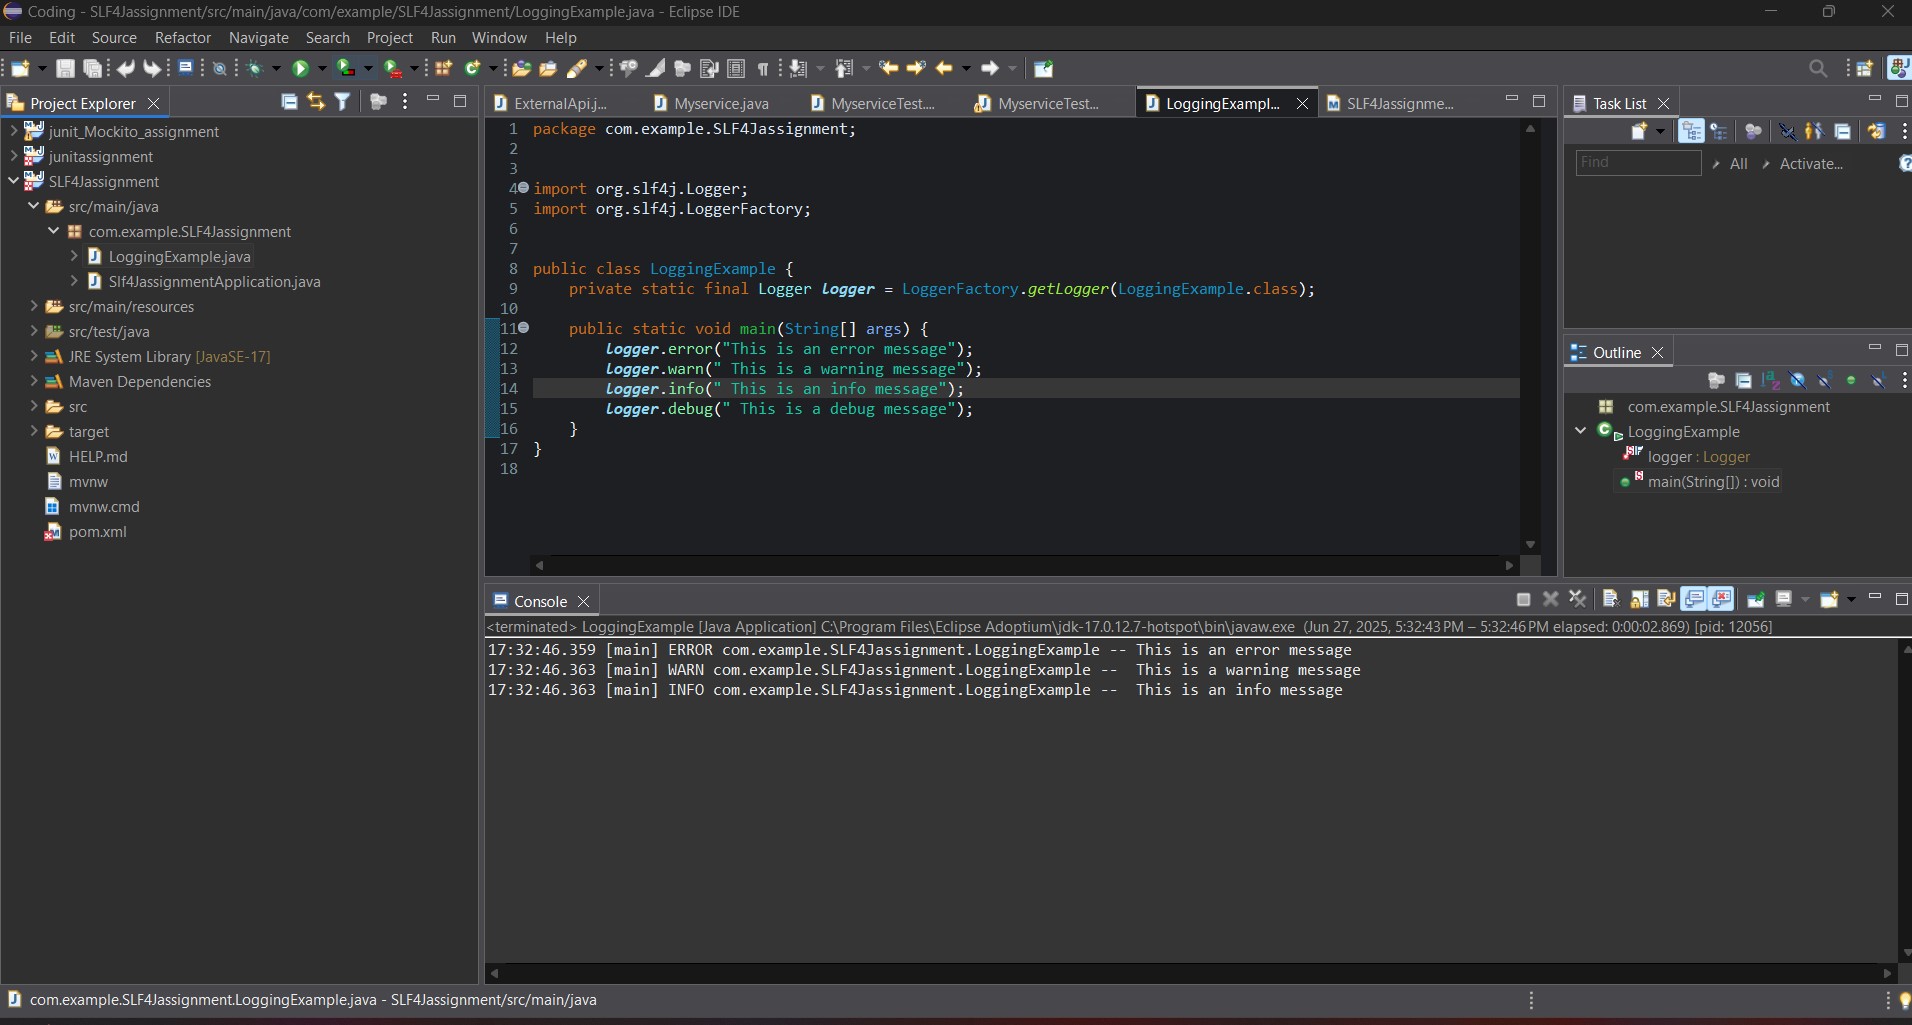 Coding - SLF4Jassignment/src/main/java/com/example/SLF4Jassignment/LoggingExample.java - Eclipse IDE
File Edit Source Refactor Navigate Search Project Run Window Help
Project Explorer
junit_Mockito_assignment
junitassignment
SLF4Jassignment
src/main/java
com.example.SLF4Jassignment
LoggingExample.java
Slf4JassignmentApplication.java
src/main/resources
src/test/java
JRE System Library [JavaSE-17]
Maven Dependencies
src
target
HELP.md
mvnw
mvnw.cmd
pom.xml
ExternalApi.j... Myservice.java MyserviceTest.... MyserviceTest... LoggingExampl... SLF4Jassignme...
1 package com.example.SLF4Jassignment;
2
3
4 import org.slf4j.Logger;
5 import org.slf4j.LoggerFactory;
6
7
8 public class LoggingExample {
9 private static final Logger logger = LoggerFactory.getLogger(LoggingExample.class);
10
11 public static void main(String[] args) {
12 logger.error("This is an error message");
13 logger.warn(" This is a warning message");
14 logger.info(" This is an info message");
15 logger.debug(" This is a debug message");
16 }
17 }
18
Task List
Find All Activate...
Outline
com.example.SLF4Jassignment
LoggingExample
logger : Logger
main(String[]) : void
Console
<terminated> LoggingExample [Java Application] C:\Program Files\Eclipse Adoptium\jdk-17.0.12.7-hotspot\bin\javaw.exe (Jun 27, 2025, 5:32:43 PM – 5:32:46 PM elapsed: 0:00:02.869) [pid: 12056]
17:32:46.359 [main] ERROR com.example.SLF4Jassignment.LoggingExample -- This is an error message
17:32:46.363 [main] WARN com.example.SLF4Jassignment.LoggingExample --  This is a warning message
17:32:46.363 [main] INFO com.example.SLF4Jassignment.LoggingExample --  This is an info message
com.example.SLF4Jassignment.LoggingExample.java - SLF4Jassignment/src/main/java